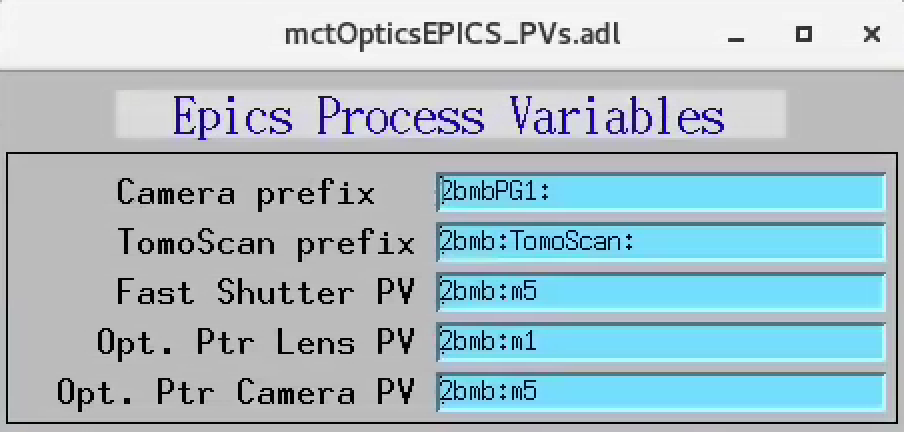 mctOpticsEPICS_PVs.adl
Epics Process Variables
Camera prefix 2bmbPG1:
TomoScan prefix 2bmb:TomoScan:
Fast Shutter PV 2bmb:m5
Opt. Ptr Lens PV 2bmb:m1
Opt. Ptr Camera PV 2bmb:m5